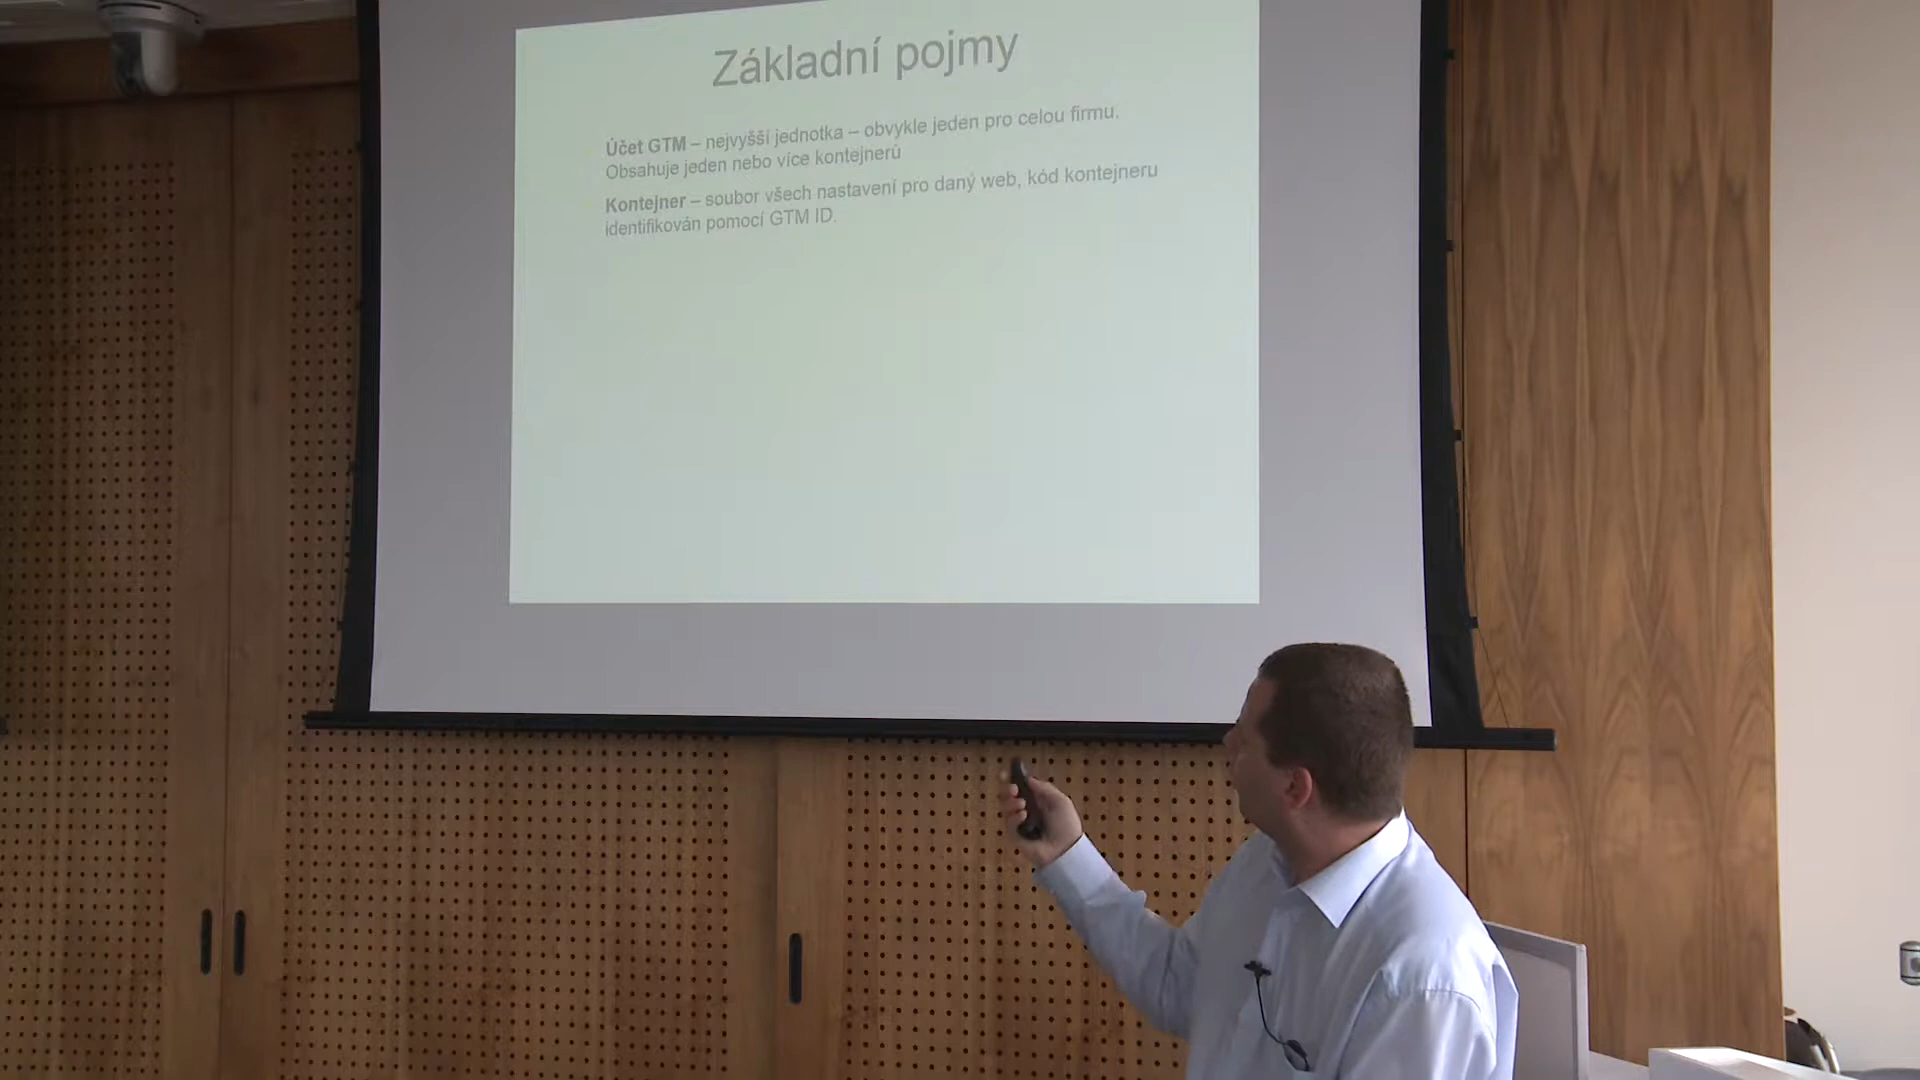 Základní pojmy
Účet GTM – nejvyšší jednotka – obvykle jeden pro celou firmu.
Obsahuje jeden nebo více kontejnerů
Kontejner – soubor všech nastavení pro daný web, kód kontejneru
identifikován pomocí GTM ID.